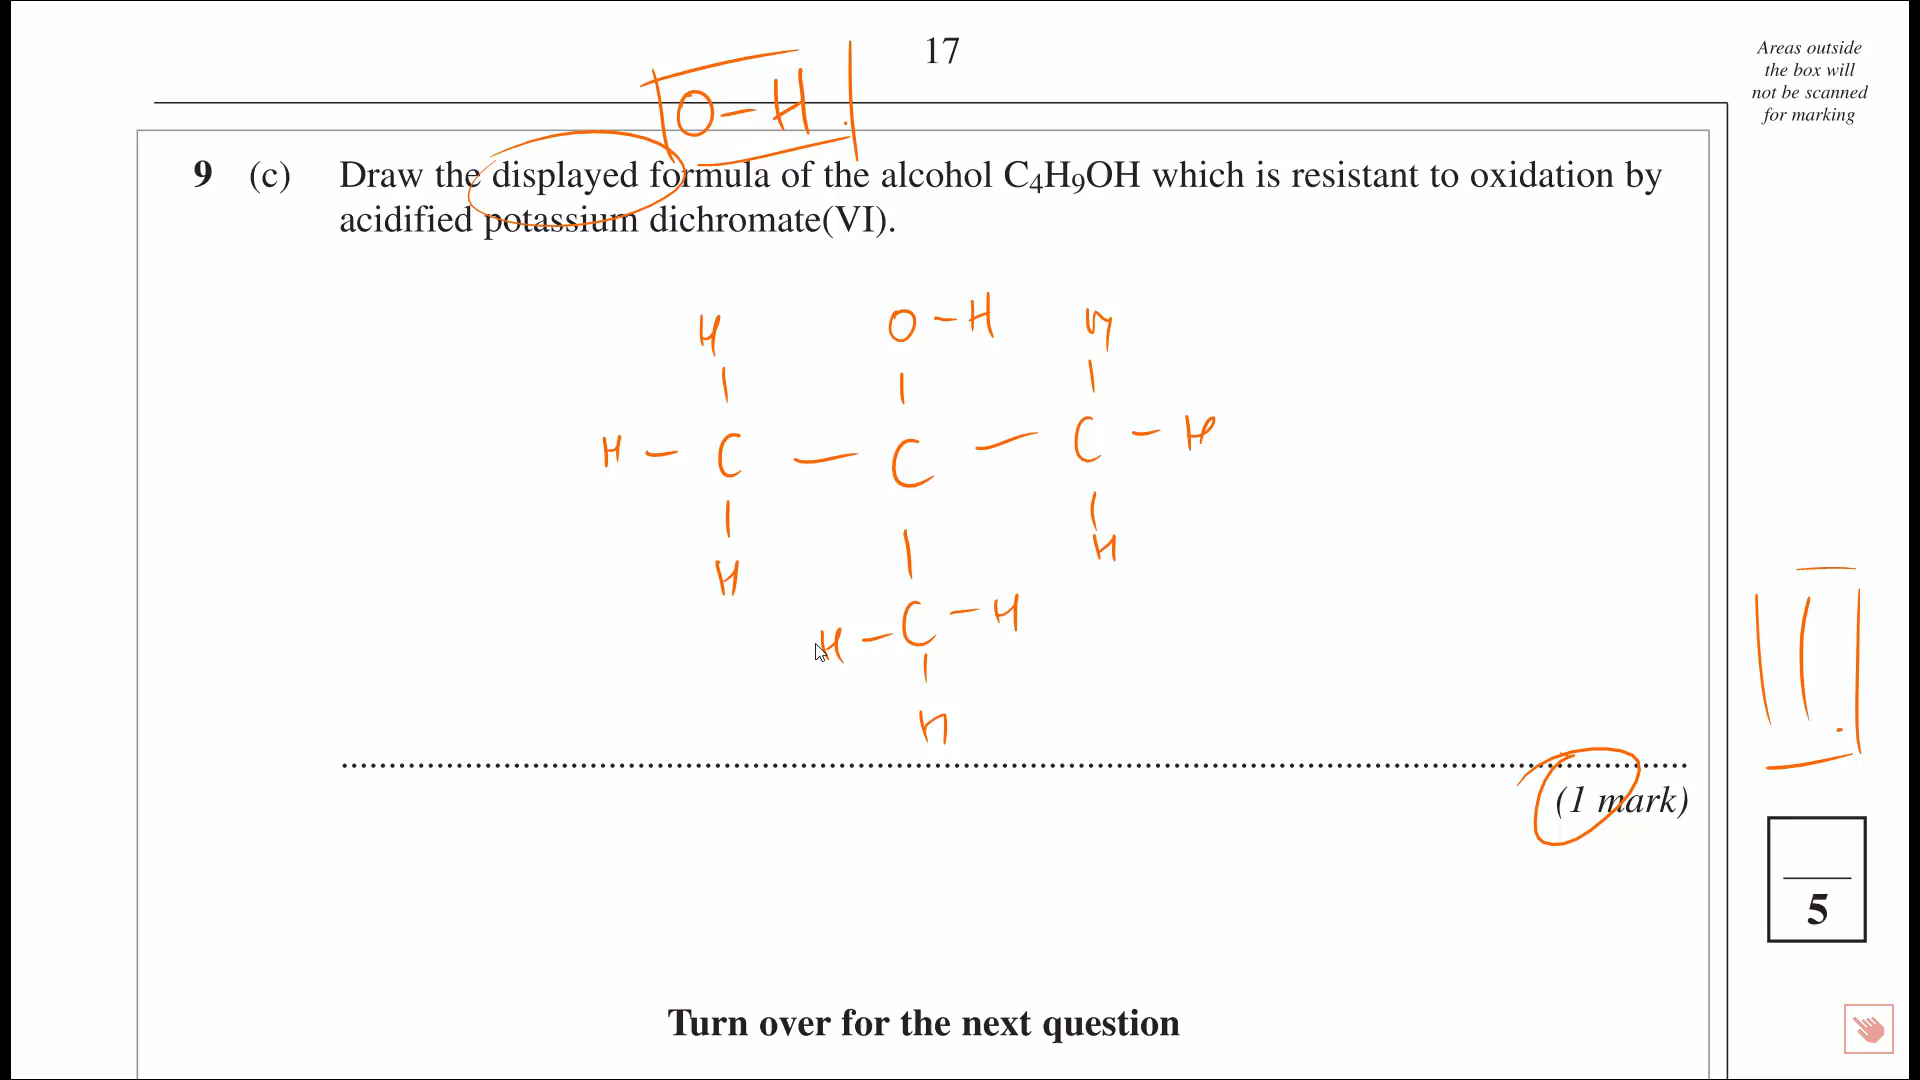 17
Areas outside
the box will
not be scanned
for marking
O – H
9 (c) Draw the displayed formula of the alcohol C₄H₉OH which is resistant to oxidation by
acidified potassium dichromate(VI).
H O – H H
H – C — C — C – H
H H
H – C – H
H
(1 mark)
5
Turn over for the next question